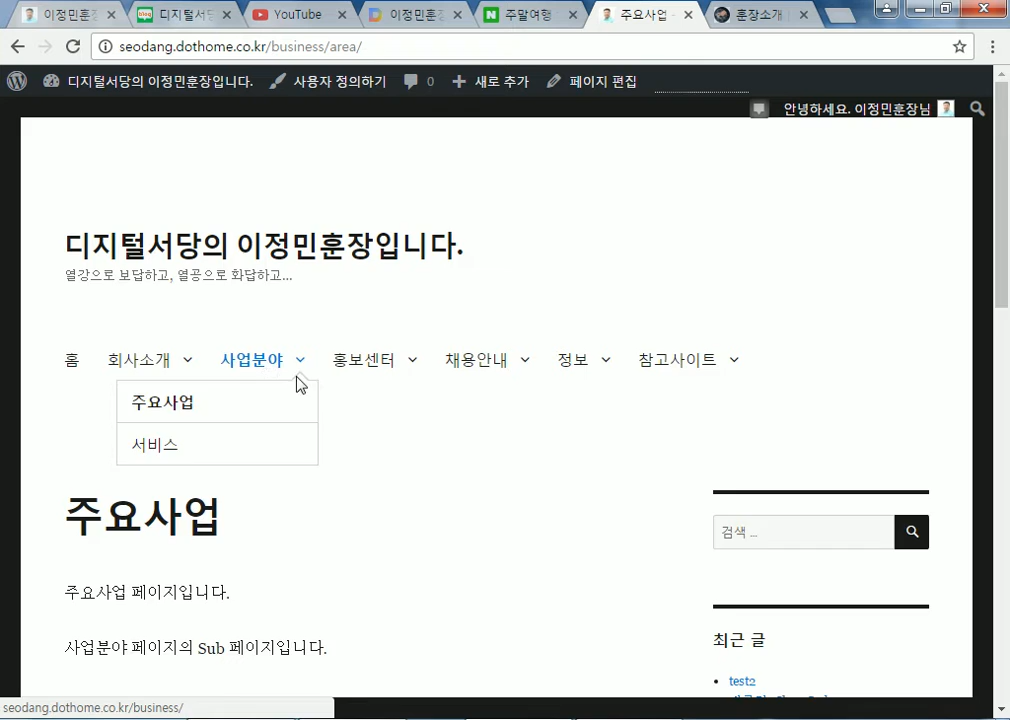 이정민훈장
디지털서당
YouTube
이정민훈장
주말여행
주요사업 -
훈장소개
seodang.dothome.co.kr/business/area/
디지털서당의 이정민훈장입니다.
사용자 정의하기
0
새로 추가
페이지 편집
안녕하세요. 이정민훈장님
디지털서당의 이정민훈장입니다.
열강으로 보답하고, 열공으로 화답하고...
홈
회사소개
사업분야
홍보센터
채용안내
정보
참고사이트
주요사업
서비스
주요사업
검색 ...
주요사업 페이지입니다.
사업분야 페이지의 Sub 페이지입니다.
최근 글
test2
seodang.dothome.co.kr/business/